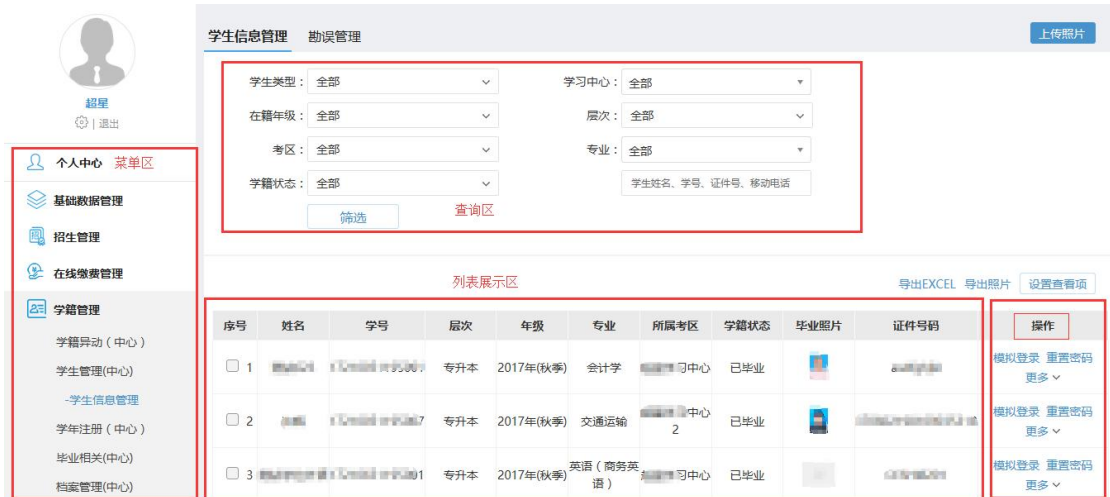 学生信息管理 勘误管理 上传照片
超星
退出
个人中心 菜单区
基础数据管理
招生管理
在线缴费管理
学籍管理
学籍异动（中心）
学生管理(中心)
-学生信息管理
学年注册（中心）
毕业相关(中心)
档案管理(中心)
学生类型： 全部 学习中心： 全部
在籍年级： 全部 层次： 全部
考区： 全部 专业： 全部
学籍状态： 全部 学生姓名、学号、证件号、移动电话
筛选 查询区
列表展示区 导出EXCEL 导出照片 设置查看项
序号 姓名 学号 层次 年级 专业 所属考区 学籍状态 毕业照片 证件号码 操作
1 专升本 2017年(秋季) 会计学 习中心 已毕业 模拟登录 重置密码
更多
2 专升本 2017年(秋季) 交通运输 中心 已毕业 模拟登录 重置密码
2 更多
3 专升本 2017年(秋季) 英语（商务英 习中心 已毕业 模拟登录 重置密码
语） 更多